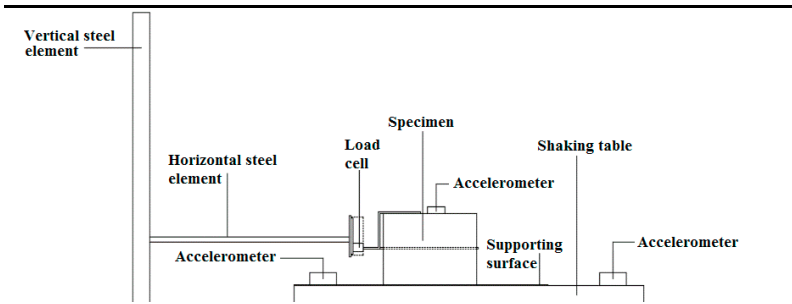 Vertical steel
element
Specimen
Load
cell
Shaking table
Horizontal steel
element
Accelerometer
Accelerometer
Supporting
surface
Accelerometer